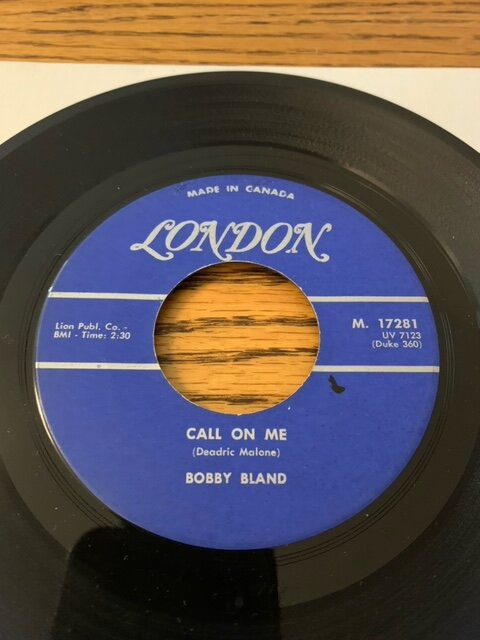 MADE IN CANADA
LONDON
Lion Publ. Co. -
BMI - Time: 2:30
M. 17281
UV 7123
(Duke 360)
CALL ON ME
(Deadric Malone)
BOBBY BLAND